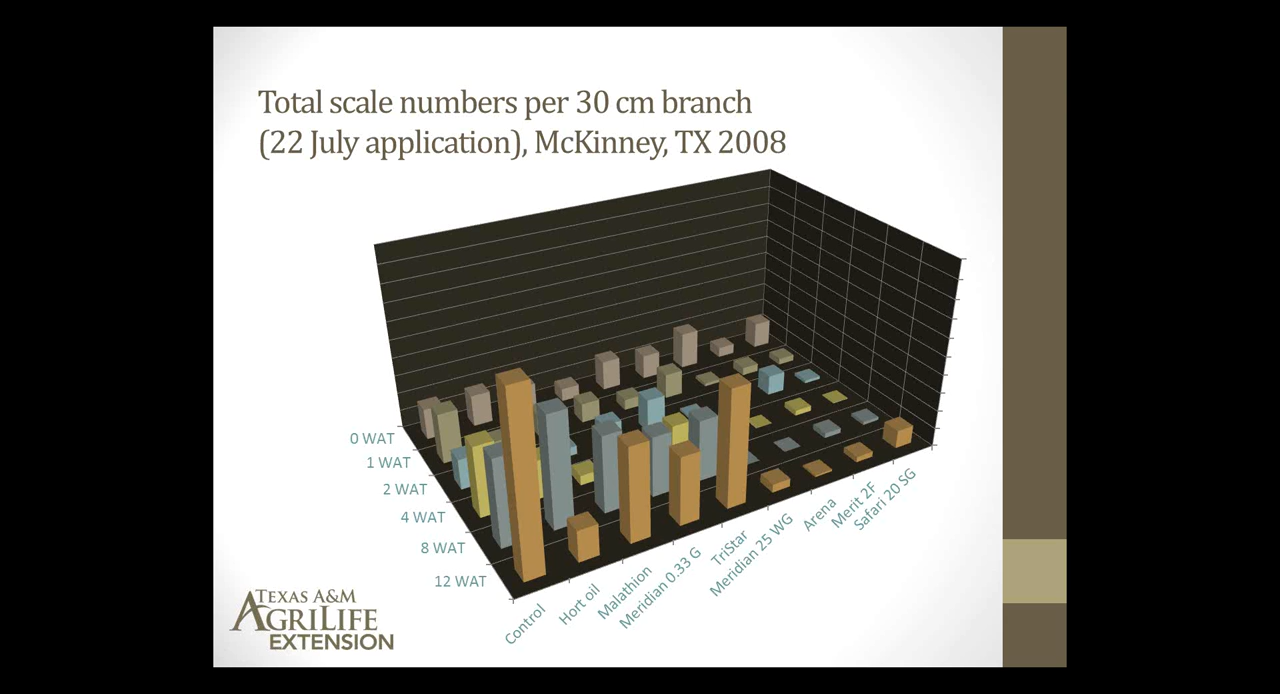 Total scale numbers per 30 cm branch
(22 July application), McKinney, TX 2008
0 WAT
1 WAT
2 WAT
4 WAT
8 WAT
12 WAT
Control
Hort oil
Malathion
Meridian 0.33 G
TriStar
Meridian 25 WG
Arena
Merit 2F
Safari 20 SG
TEXAS A&M
AGRILIFE
EXTENSION